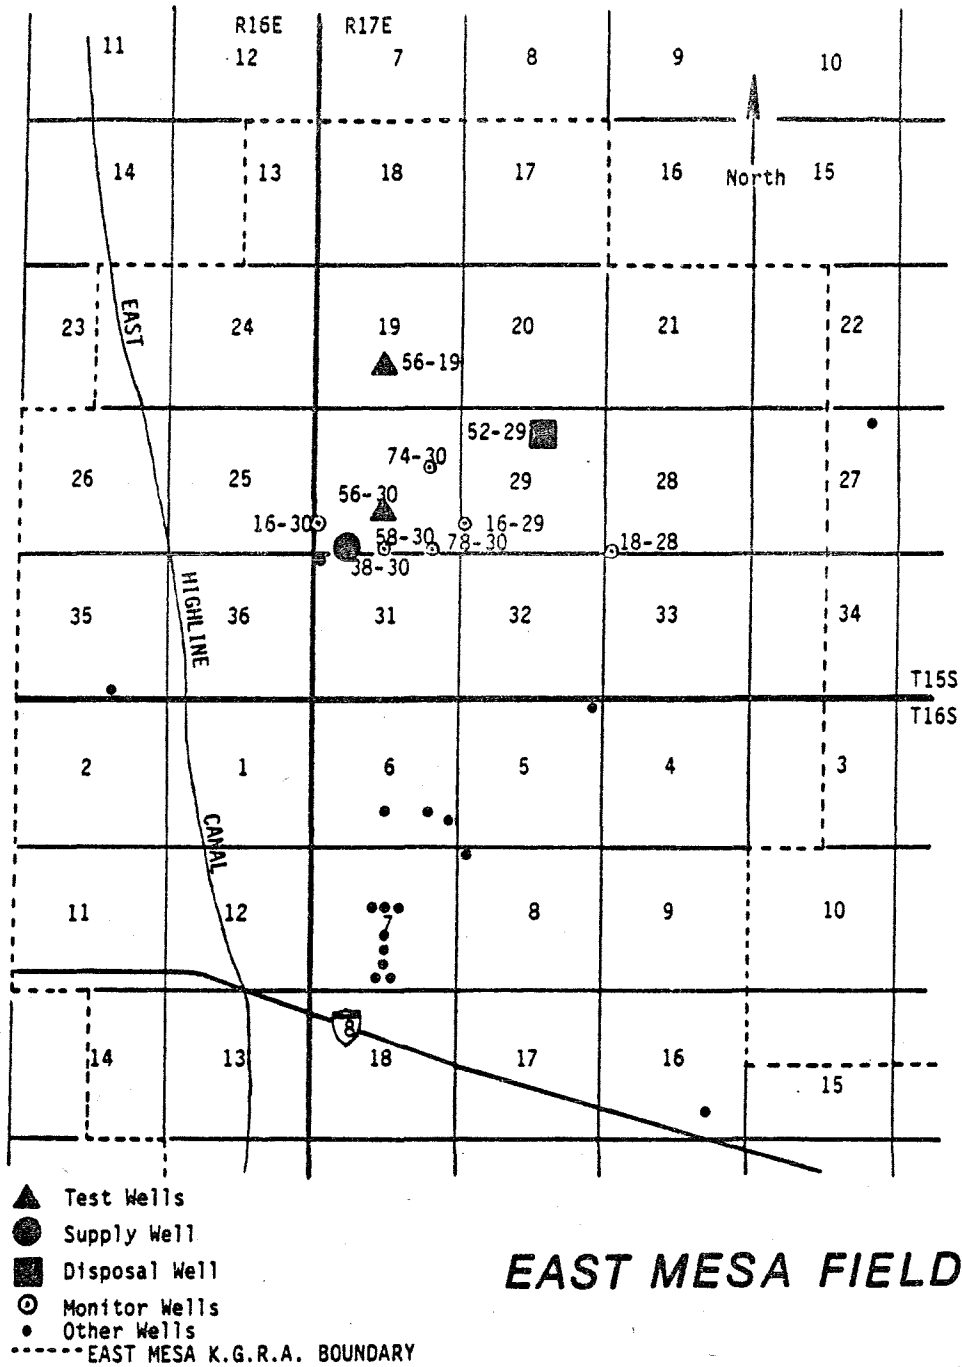 R16E R17E
11 12 7 8 9 10
14 13 18 17 16 North 15
23 EAST 24 19 20 21 22
56-19
52-29
74-30
26 25 29 28 27
56-30
16-30 58-30 78-30 16-29 18-28
38-30
HIGHLINE
35 36 31 32 33 34
T15S
T16S
2 1 6 5 4 3
CANAL
11 12 7 8 9 10
8
14 13 18 17 16 15
Test Wells
Supply Well
Disposal Well
Monitor Wells
Other Wells
EAST MESA K.G.R.A. BOUNDARY
EAST MESA FIELD